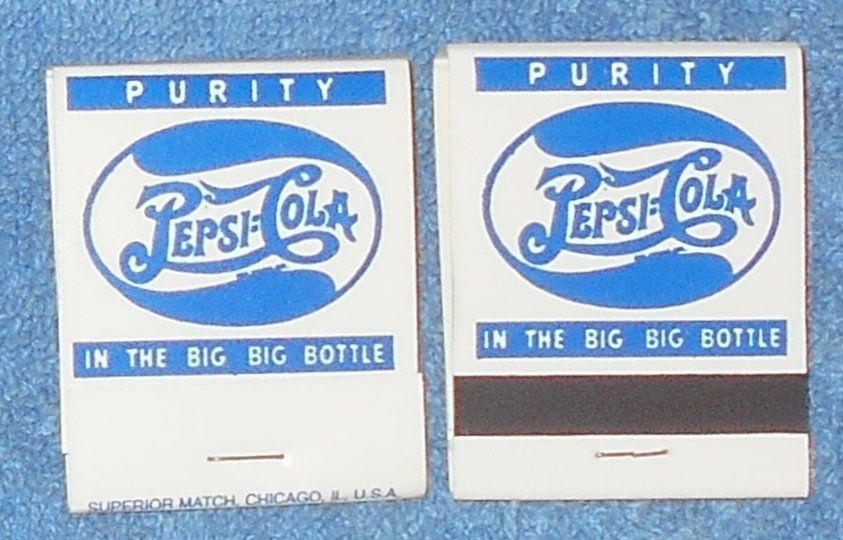 PURITY
PEPSI=COLA
IN THE BIG BIG BOTTLE
SUPERIOR MATCH, CHICAGO, IL, U.S.A.
PURITY
PEPSI=COLA
IN THE BIG BIG BOTTLE